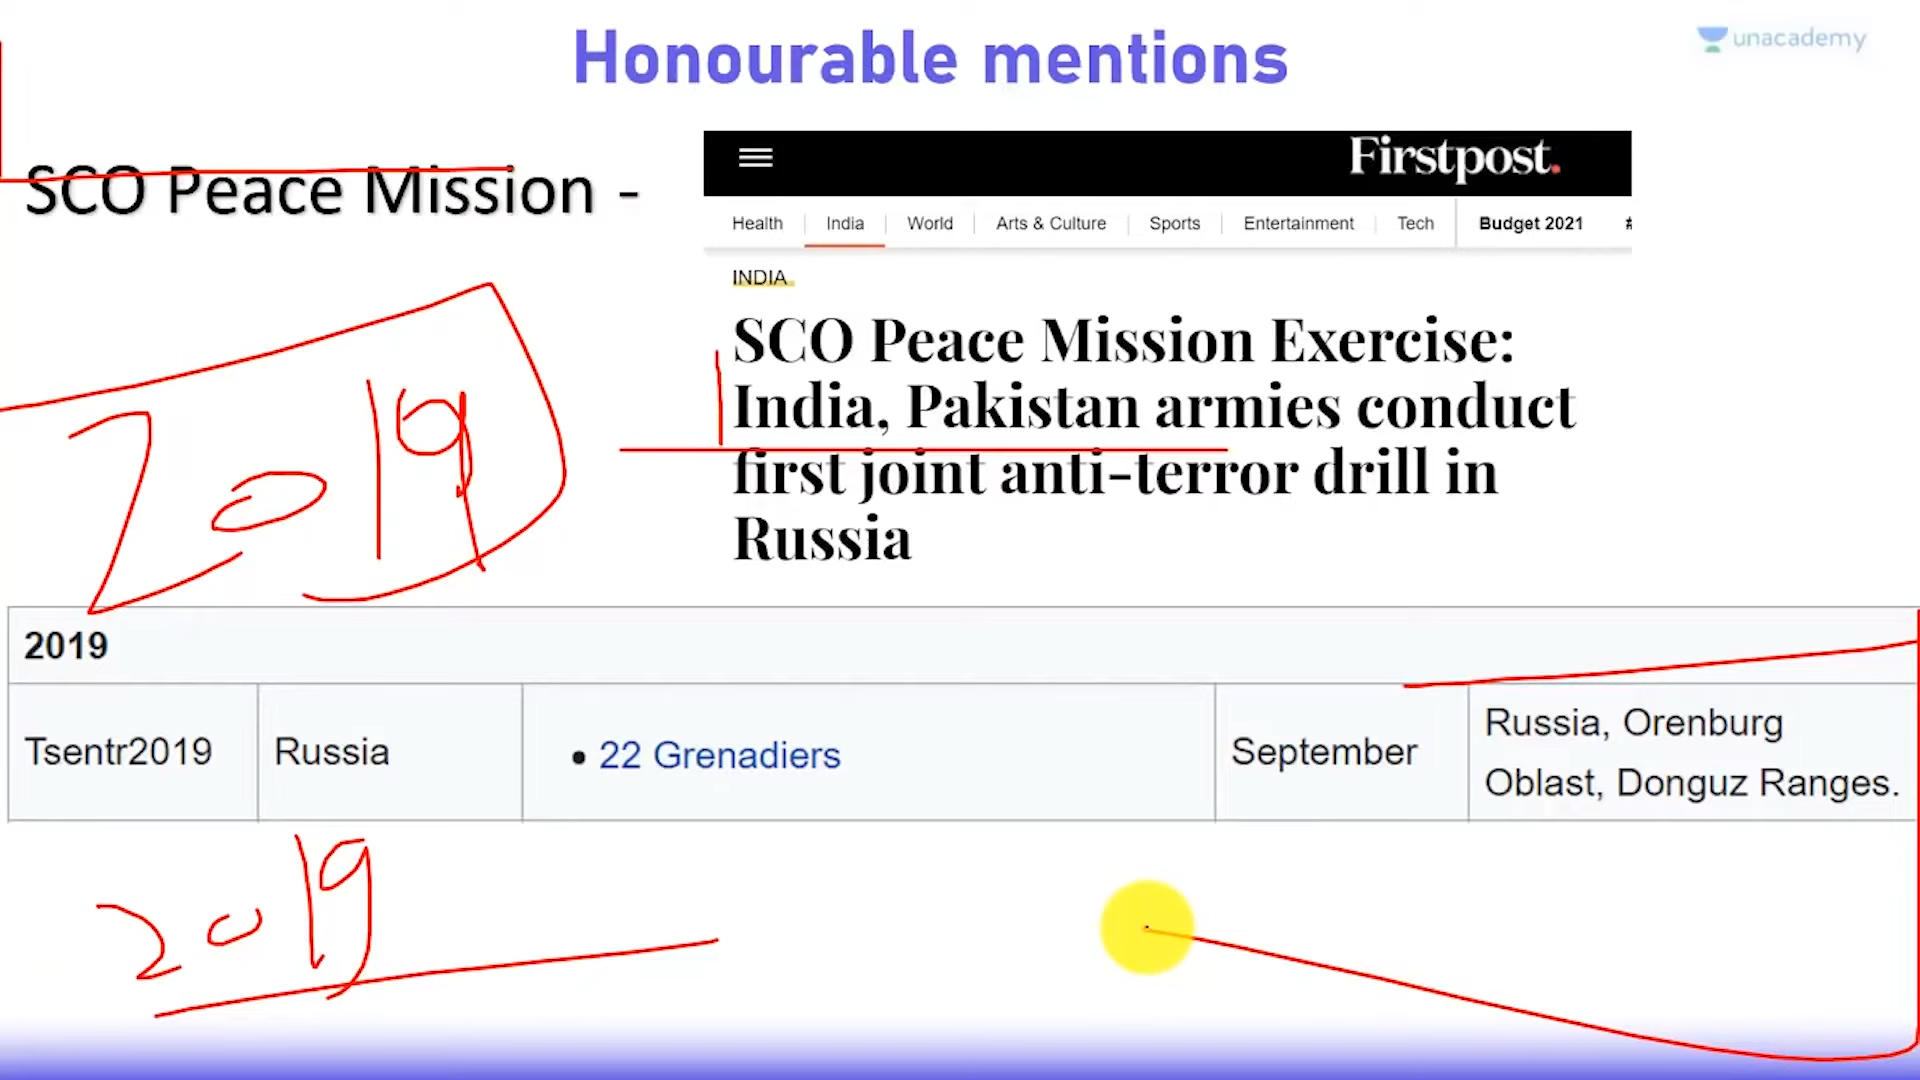 Honourable mentions
unacademy
SCO Peace Mission -
Firstpost.
Health India World Arts & Culture Sports Entertainment Tech Budget 2021 #
INDIA
SCO Peace Mission Exercise:
India, Pakistan armies conduct
first joint anti-terror drill in
Russia
2019
2019
Tsentr2019 Russia • 22 Grenadiers September Russia, Orenburg
Oblast, Donguz Ranges.
2019